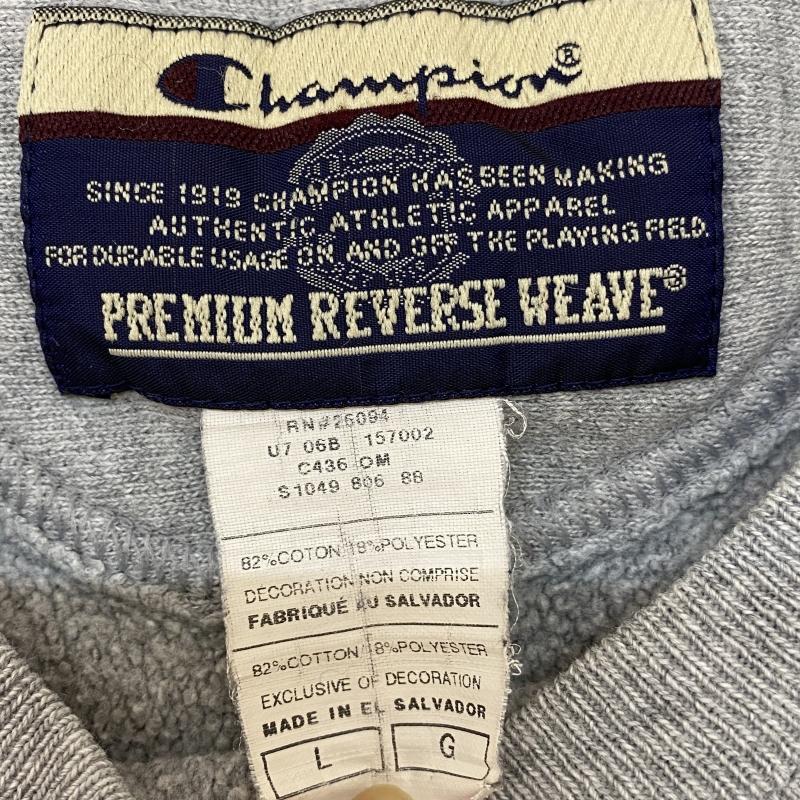 Champion®
SINCE 1919 CHAMPION HAS BEEN MAKING
AUTHENTIC ATHLETIC APPAREL
FOR DURABLE USAGE ON AND OFF THE PLAYING FIELD.
PREMIUM REVERSE WEAVE®
RN#26094
U7 06B 157002
C436 OM
S1049 806 88
82%COTON/18%POLYESTER
DECORATION NON COMPRISE
FABRIQUÉ AU SALVADOR
82%COTTON/18%POLYESTER
EXCLUSIVE OF DECORATION
MADE IN EL SALVADOR
L G